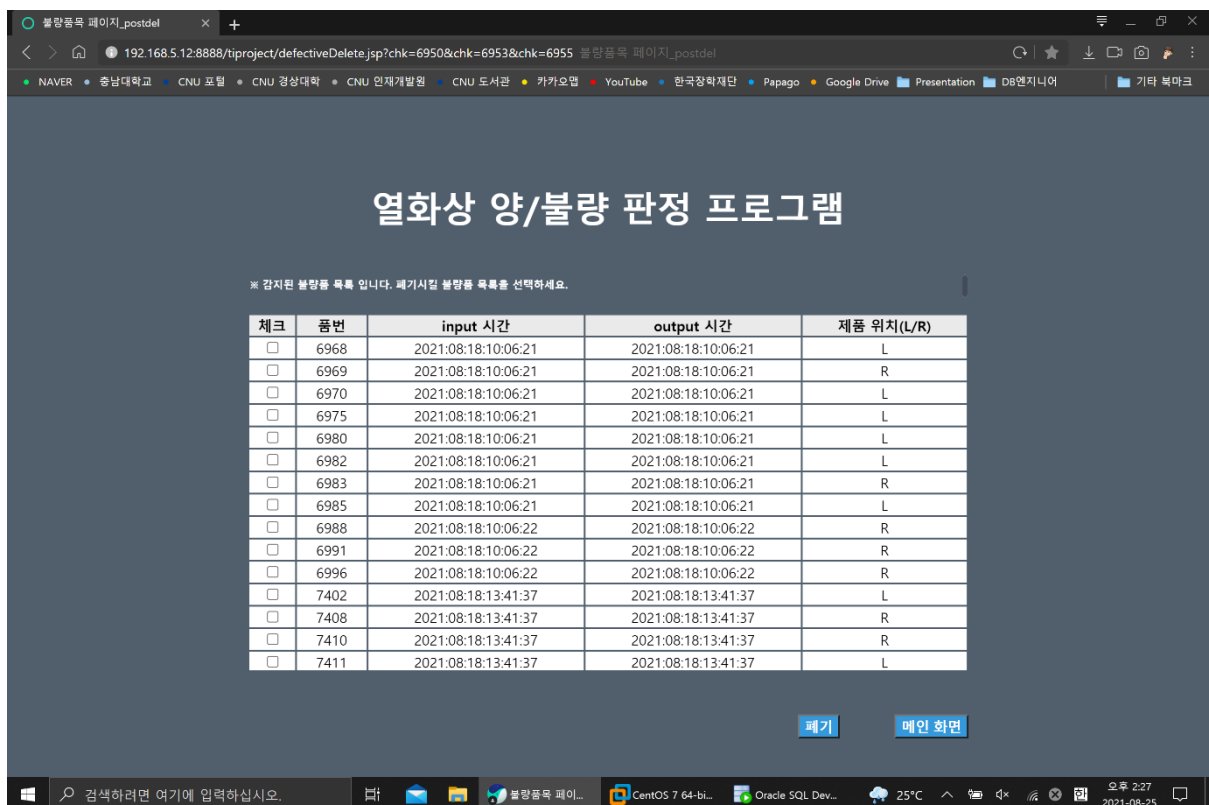 불량품목 페이지_postdel
192.168.5.12:8888/tiproject/defectiveDelete.jsp?chk=6950&chk=6953&chk=6955 불량품목 페이지_postdel
NAVER 충남대학교 CNU 포털 CNU 경상대학 CNU 인재개발원 CNU 도서관 카카오맵 YouTube 한국장학재단 Papago Google Drive Presentation DB엔지니어 기타 북마크
열화상 양/불량 판정 프로그램
※ 감지된 불량품 목록 입니다. 폐기시킬 불량품 목록을 선택하세요.
체크 품번 input 시간 output 시간 제품 위치(L/R)
6968 2021:08:18:10:06:21 2021:08:18:10:06:21 L
6969 2021:08:18:10:06:21 2021:08:18:10:06:21 R
6970 2021:08:18:10:06:21 2021:08:18:10:06:21 L
6975 2021:08:18:10:06:21 2021:08:18:10:06:21 L
6980 2021:08:18:10:06:21 2021:08:18:10:06:21 L
6982 2021:08:18:10:06:21 2021:08:18:10:06:21 L
6983 2021:08:18:10:06:21 2021:08:18:10:06:21 R
6985 2021:08:18:10:06:21 2021:08:18:10:06:21 L
6988 2021:08:18:10:06:22 2021:08:18:10:06:22 R
6991 2021:08:18:10:06:22 2021:08:18:10:06:22 R
6996 2021:08:18:10:06:22 2021:08:18:10:06:22 R
7402 2021:08:18:13:41:37 2021:08:18:13:41:37 L
7408 2021:08:18:13:41:37 2021:08:18:13:41:37 R
7410 2021:08:18:13:41:37 2021:08:18:13:41:37 R
7411 2021:08:18:13:41:37 2021:08:18:13:41:37 L
폐기 메인 화면
검색하려면 여기에 입력하십시오. 불량품목 페이... CentOS 7 64-bi... Oracle SQL Dev... 25°C 한 오후 2:27
2021-08-25